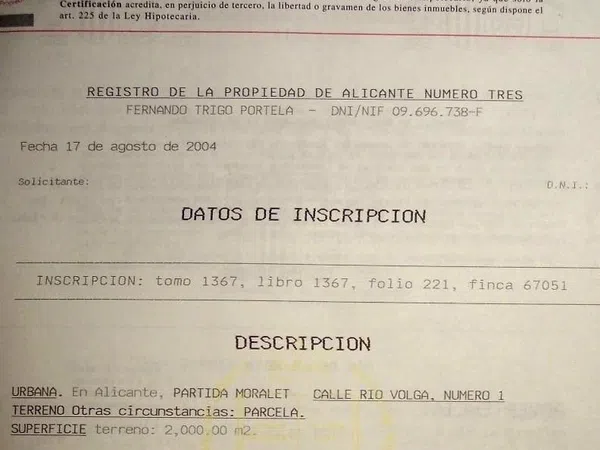 Certificación acredita, en perjuicio de tercero, la libertad o gravamen de los bienes inmuebles, según dispone el
art. 225 de la Ley Hipotecaria.
REGISTRO DE LA PROPIEDAD DE ALICANTE NUMERO TRES
FERNANDO TRIGO PORTELA - DNI/NIF 09.696.738-F
Fecha 17 de agosto de 2004
Solicitante: D.N.I.:
DATOS DE INSCRIPCION
INSCRIPCION: tomo 1367, libro 1367, folio 221, finca 67051
DESCRIPCION
URBANA. En Alicante, PARTIDA MORALET CALLE RIO VOLGA, NUMERO 1
TERRENO Otras circunstancias: PARCELA.
SUPERFICIE terreno: 2,000.00 m2.